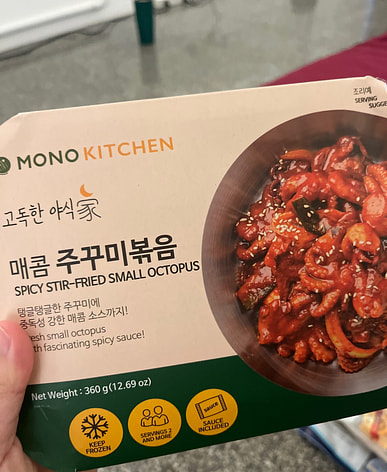 MONO KITCHEN
조리예
SERVING
고독한 야식家
매콤 주꾸미볶음
SPICY STIR-FRIED SMALL OCTOPUS
탱글탱글한 주꾸미에
중독성 강한 매콤 소스까지!
small octopus
fascinating spicy sauce!
Net Weight : 360 g (12.69 oz)
KEEP
FROZEN
SERVINGS 2
AND MORE
sauce
SAUCE
INCLUDED